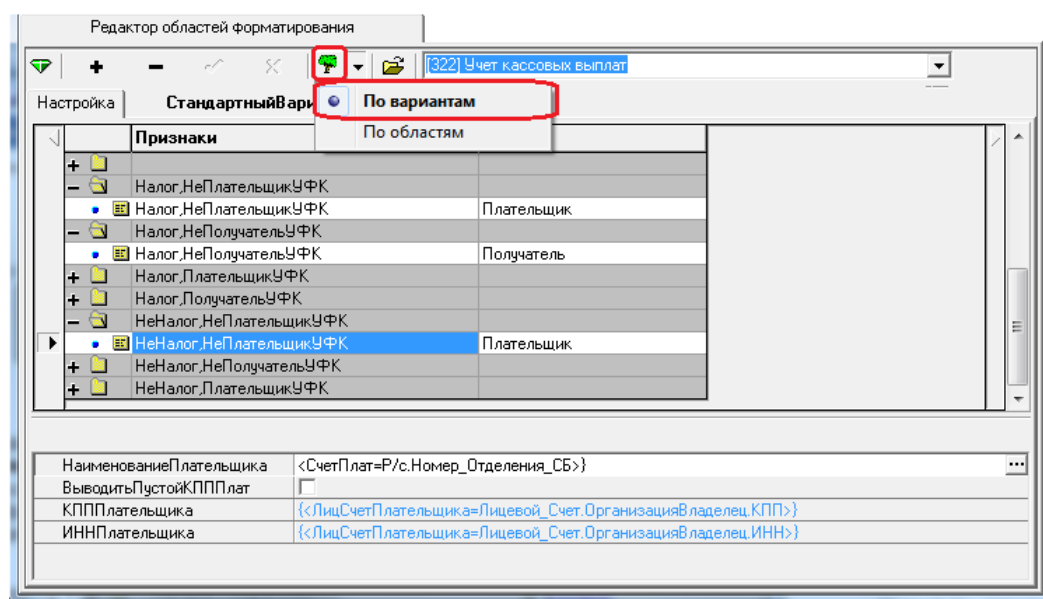 Редактор областей форматирования
[322] Учет кассовых выплат
Настройка СтандартныйВари
По вариантам
По областям
Признаки
Налог,НеПлательщикУФК
Налог,НеПлательщикУФК Плательщик
Налог,НеПолучательУФК
Налог,НеПолучательУФК Получатель
Налог,ПлательщикУФК
Налог,ПолучательУФК
НеНалог,НеПлательщикУФК
НеНалог,НеПлательщикУФК Плательщик
НеНалог,НеПолучательУФК
НеНалог,ПлательщикУФК
НаименованиеПлательщика <СчетПлат=Р/с.Номер_Отделения_СБ>}
ВыводитьПустойКПППлат
КПППлательщика {<ЛицСчетПлательщика=Лицевой_Счет.ОрганизацияВладелец.КПП>}
ИННПлательщика {<ЛицСчетПлательщика=Лицевой_Счет.ОрганизацияВладелец.ИНН>}